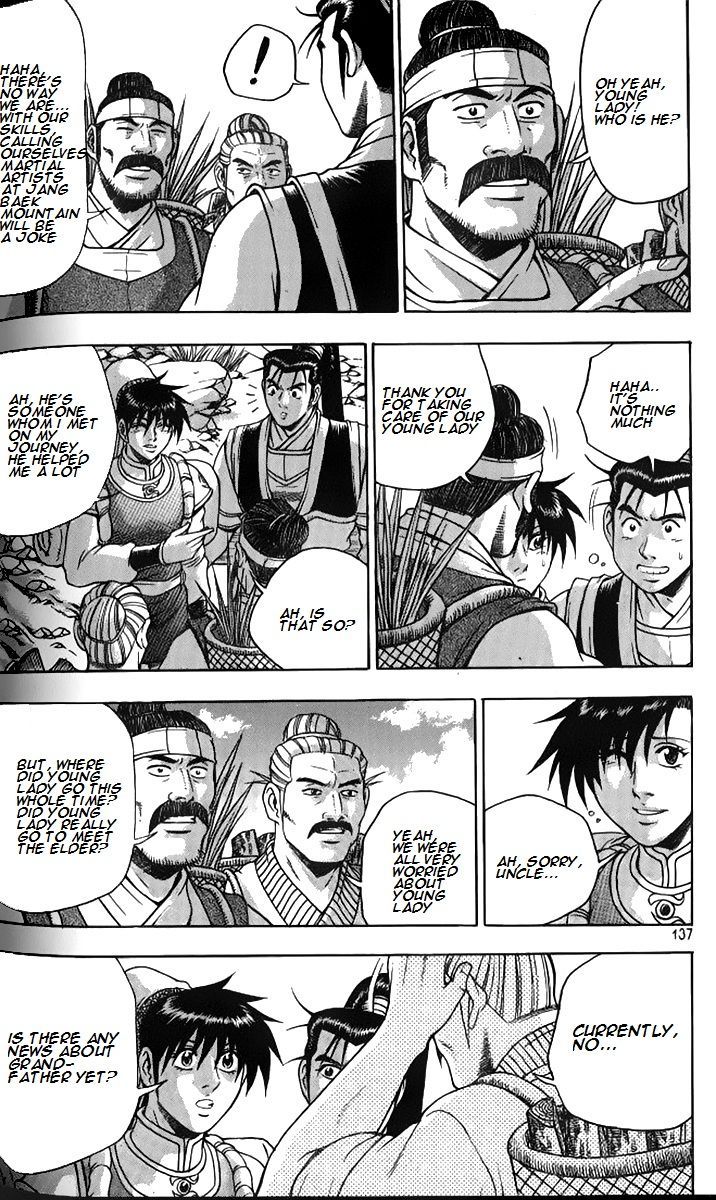 HAHA,
THERE'S
NO WAY
WE ARE...
WITH OUR
SKILLS,
CALLING
OURSELVES
MARTIAL
ARTISTS
AT JANG
BAEK
MOUNTAIN
WILL BE
A JOKE
!
OH YEAH,
YOUNG
LADY!
WHO IS HE?
AH, HE'S
SOMEONE
WHOM I MET
ON MY
JOURNEY,
HE HELPED
ME A LOT
AH, IS
THAT SO?
THANK YOU
FOR TAKING
CARE OF OUR
YOUNG LADY
HAHA..
IT'S
NOTHING
MUCH
BUT, WHERE
DID YOUNG
LADY GO THIS
WHOLE TIME?
DID YOUNG
LADY REALLY
GO TO MEET
THE ELDER?
YEAH,
WE WERE
ALL VERY
WORRIED
ABOUT
YOUNG
LADY
AH, SORRY,
UNCLE...
137
IS THERE ANY
NEWS ABOUT
GRAND-
FATHER YET?
CURRENTLY,
NO...